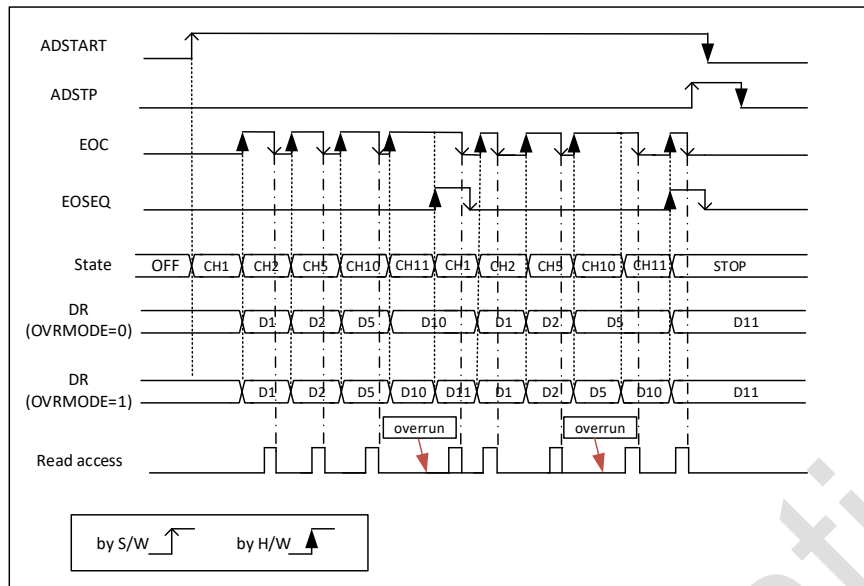 ADSTART
ADSTP
EOC
EOSEQ
State OFF CH1 CH2 CH5 CH10 CH11 CH1 CH2 CH5 CH10 CH11 STOP
DR
(OVRMODE=0) D1 D2 D5 D10 D1 D2 D5 D11
DR
(OVRMODE=1) D1 D2 D5 D10 D11 D1 D2 D5 D10 D11
overrun overrun
Read access
by S/W by H/W